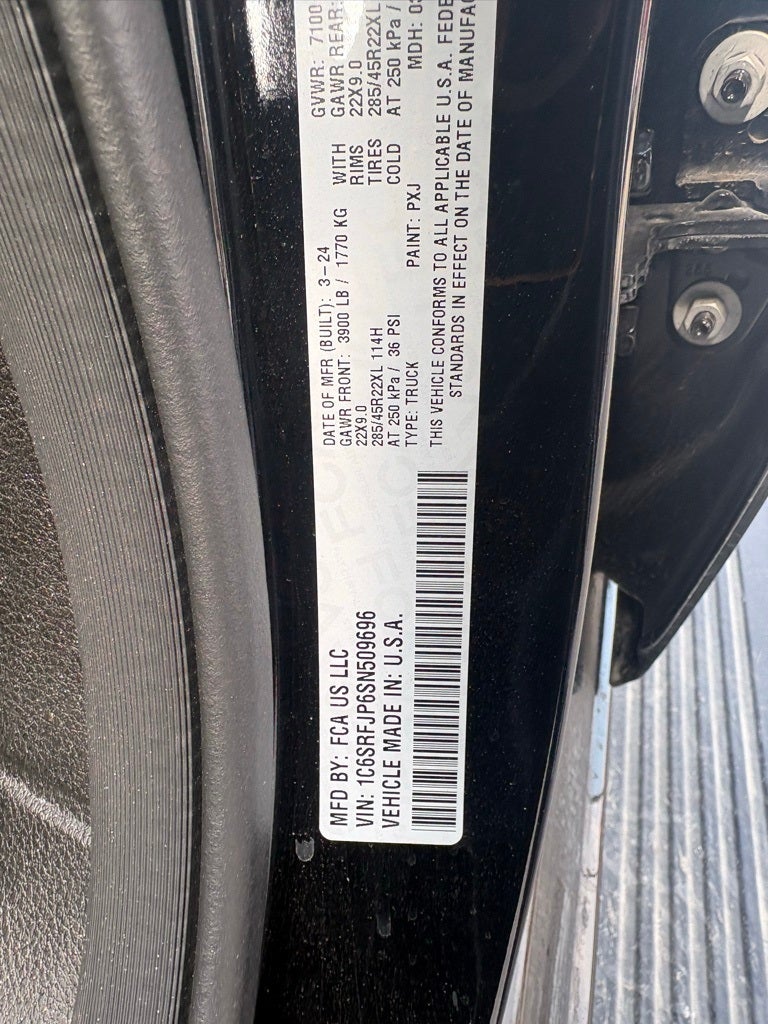 MFD BY: FCA US LLC
VIN: 1C6SRFJP6SN509696
VEHICLE MADE IN: U.S.A.
DATE OF MFR (BUILT): 3-24 GVWR: 7100
GAWR FRONT: 3900 LB / 1770 KG WITH GAWR REAR:
22X9.0 RIMS 22X9.0
285/45R22XL 114H TIRES 285/45R22XL
AT 250 kPa / 36 PSI COLD AT 250 kPa /
TYPE: TRUCK PAINT: PXJ MDH: 03
THIS VEHICLE CONFORMS TO ALL APPLICABLE U.S.A. FEDE
STANDARDS IN EFFECT ON THE DATE OF MANUFAC